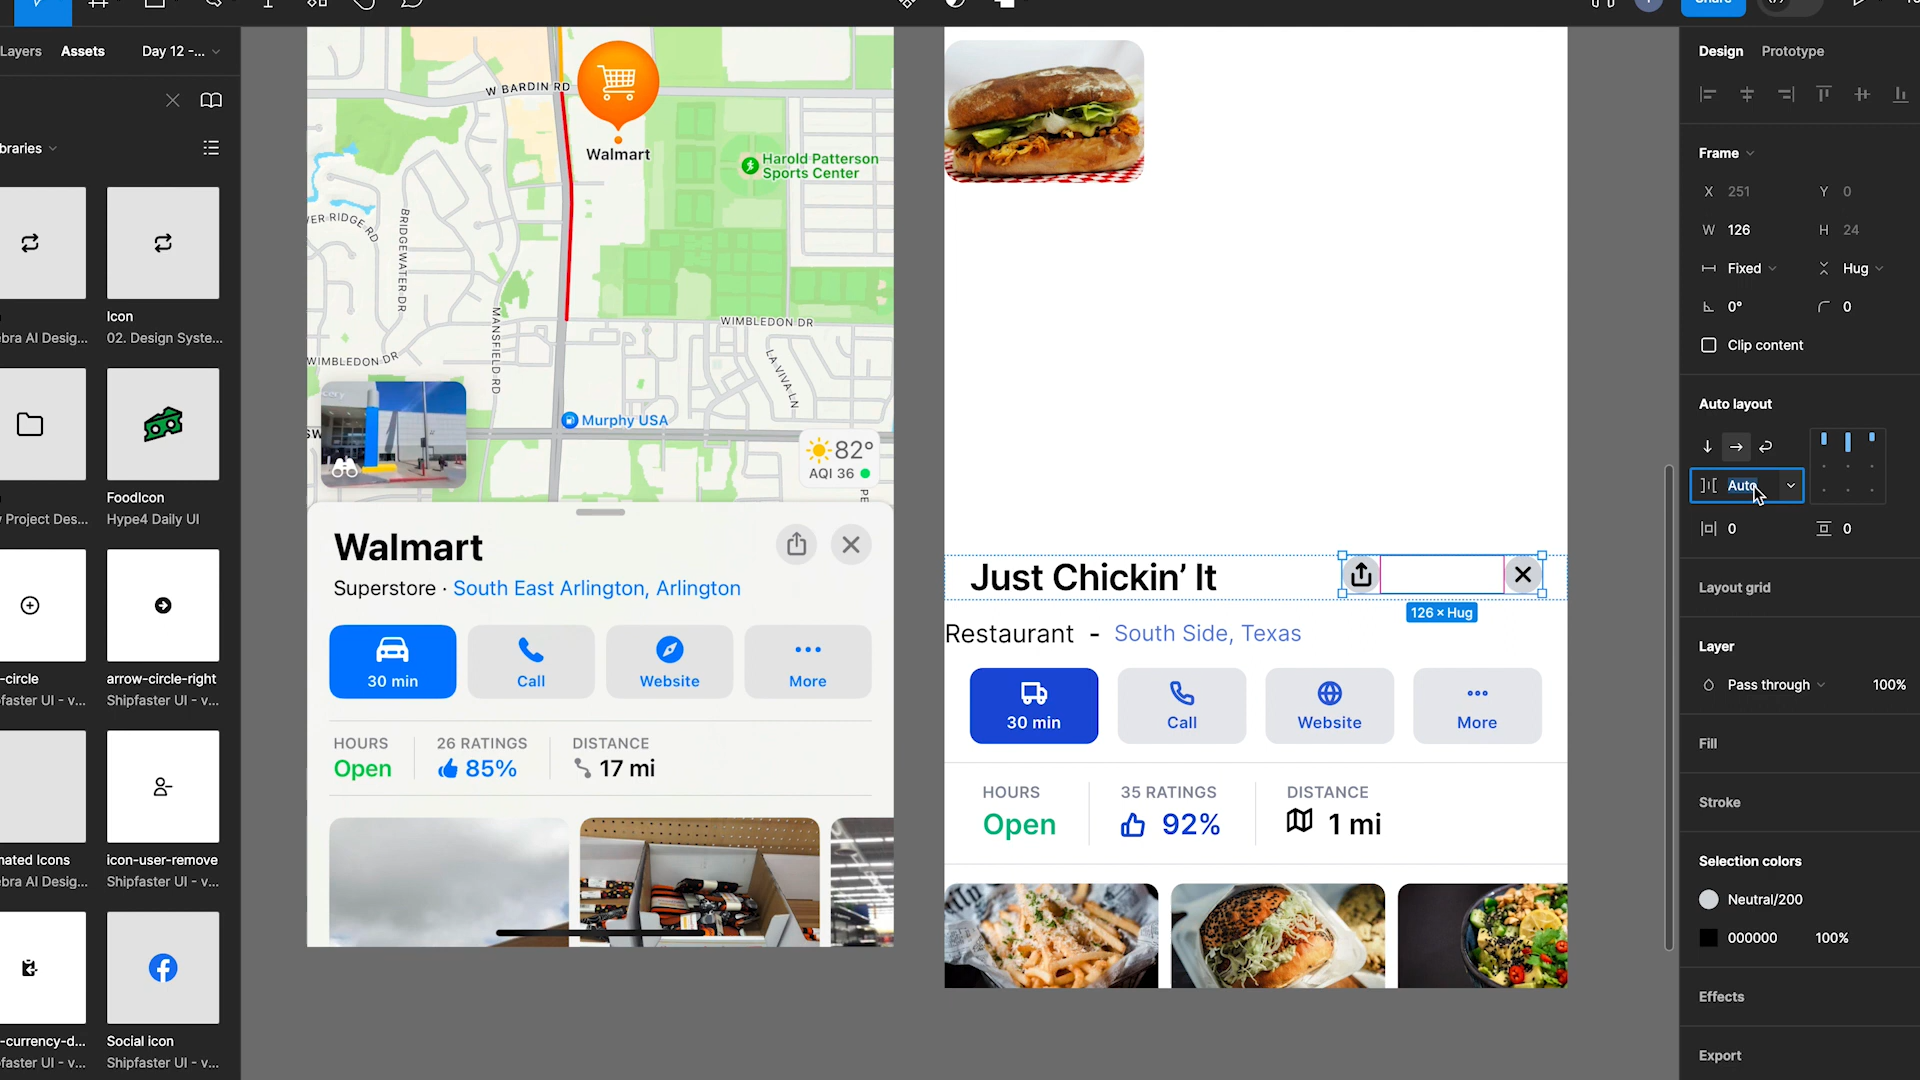 Share
Layers
Assets
Day 12 -...
braries
Icon
bra AI Desig...
02. Design Syste...
FoodIcon
Project Des...
Hype4 Daily UI
-circle
arrow-circle-right
faster UI - v...
Shipfaster UI - v...
mated Icons
icon-user-remove
bra AI Desig...
Shipfaster UI - v...
-currency-d...
Social icon
faster UI - v...
Shipfaster UI - v...
W BARDIN RD
Walmart
Harold Patterson
Sports Center
VER RIDGE RD
BRIDGEWATER DR
MANSFIELD RD
WIMBLEDON DR
WIMBLEDON DR
LA VIVA LN
Murphy USA
SW
PE
82°
AQI 36
Walmart
Superstore · South East Arlington, Arlington
30 min
Call
Website
More
HOURS
26 RATINGS
DISTANCE
Open
85%
17 mi
Just Chickin’ It
126 × Hug
Restaurant - South Side, Texas
30 min
Call
Website
More
HOURS
35 RATINGS
DISTANCE
Open
92%
1 mi
Design
Prototype
Frame
X 251
Y 0
W 126
H 24
Fixed
Hug
0°
0
Clip content
Auto layout
Auto
0
0
Layout grid
Layer
Pass through
100%
Fill
Stroke
Selection colors
Neutral/200
000000
100%
Effects
Export